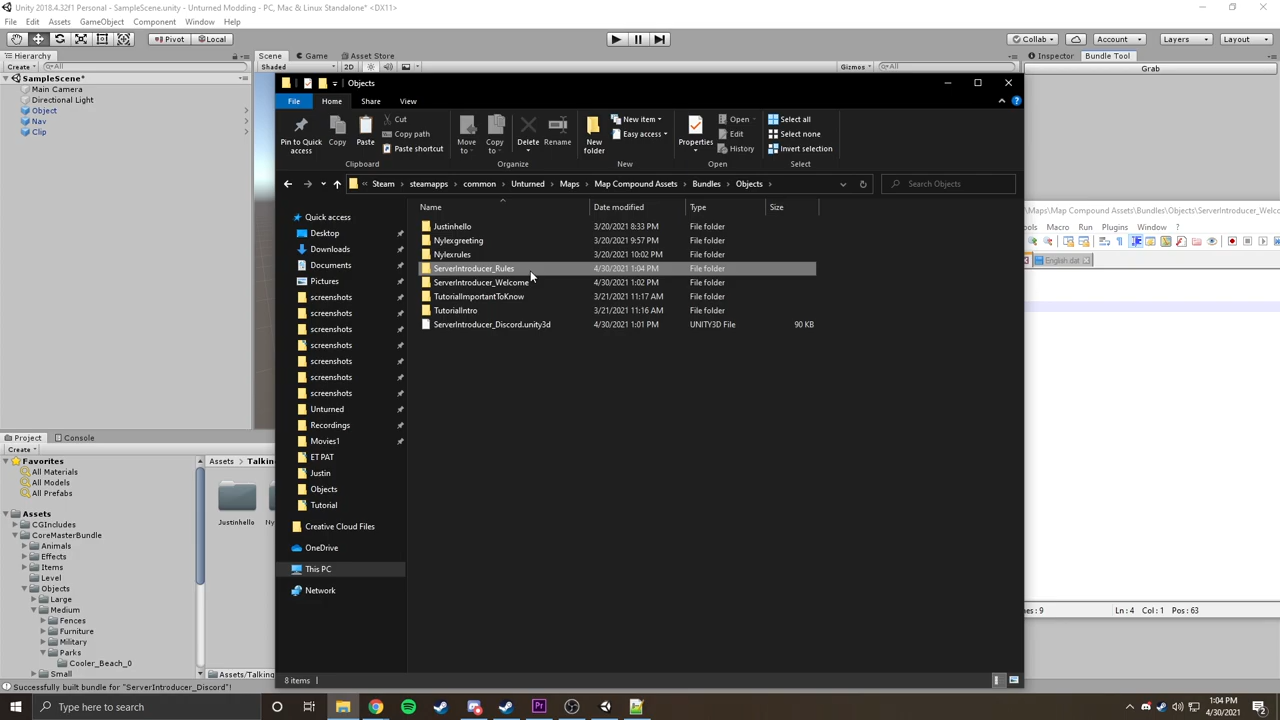 Unity 2018.4.32f1 Personal - SampleScene.unity - Unturned Modding - PC, Mac & Linux Standalone* <DX11>
File Edit Assets GameObject Component Window Help
Pivot Local Collab Account Layers Layout
Hierarchy Scene Game Asset Store Inspector Bundle Tool
Create All Shaded 2D Gizmos All Grab
SampleScene*
Main Camera
Directional Light
Object
Nav
Clip
Objects
File Home Share View
Pin to Quick access
Copy
Paste
Cut
Copy path
Paste shortcut
Clipboard
Move to
Copy to
Delete
Rename
Organize
New folder
New item
Easy access
New
Properties
Open
Edit
History
Open
Select all
Select none
Invert selection
Select
« Steam > steamapps > common > Unturned > Maps > Map Compound Assets > Bundles > Objects >
Search Objects
Name Date modified Type Size
Justinhello 3/20/2021 8:33 PM File folder
Nylexgreeting 3/20/2021 9:57 PM File folder
Nylexrules 3/20/2021 10:02 PM File folder
ServerIntroducer_Rules 4/30/2021 1:04 PM File folder
ServerIntroducer_Welcome 4/30/2021 1:02 PM File folder
TutorialImportantToKnow 3/21/2021 11:17 AM File folder
TutorialIntro 3/21/2021 11:16 AM File folder
ServerIntroducer_Discord.unity3d 4/30/2021 1:01 PM UNITY3D File 90 KB
Quick access
Desktop
Downloads
Documents
Pictures
screenshots
screenshots
screenshots
screenshots
screenshots
screenshots
screenshots
Unturned
Recordings
Movies1
ET PAT
Justin
Objects
Tutorial
Creative Cloud Files
OneDrive
This PC
Network
8 items
\Maps\Map Compound Assets\Bundles\Objects\ServerIntroducer_Welco
Macro Run Plugins Window ?
English.dat
Ln:4 Col:1 Pos:63
Project Console
Create
Favorites
All Materials
All Models
All Prefabs
Assets
CGIncludes
CoreMasterBundle
Animals
Effects
Items
Level
Objects
Large
Medium
Fences
Furniture
Military
Parks
Cooler_Beach_0
Small
Assets
Justinhello
Successfully built bundle for "ServerIntroducer_Discord"!
Type here to search
1:04 PM
4/30/2021
2